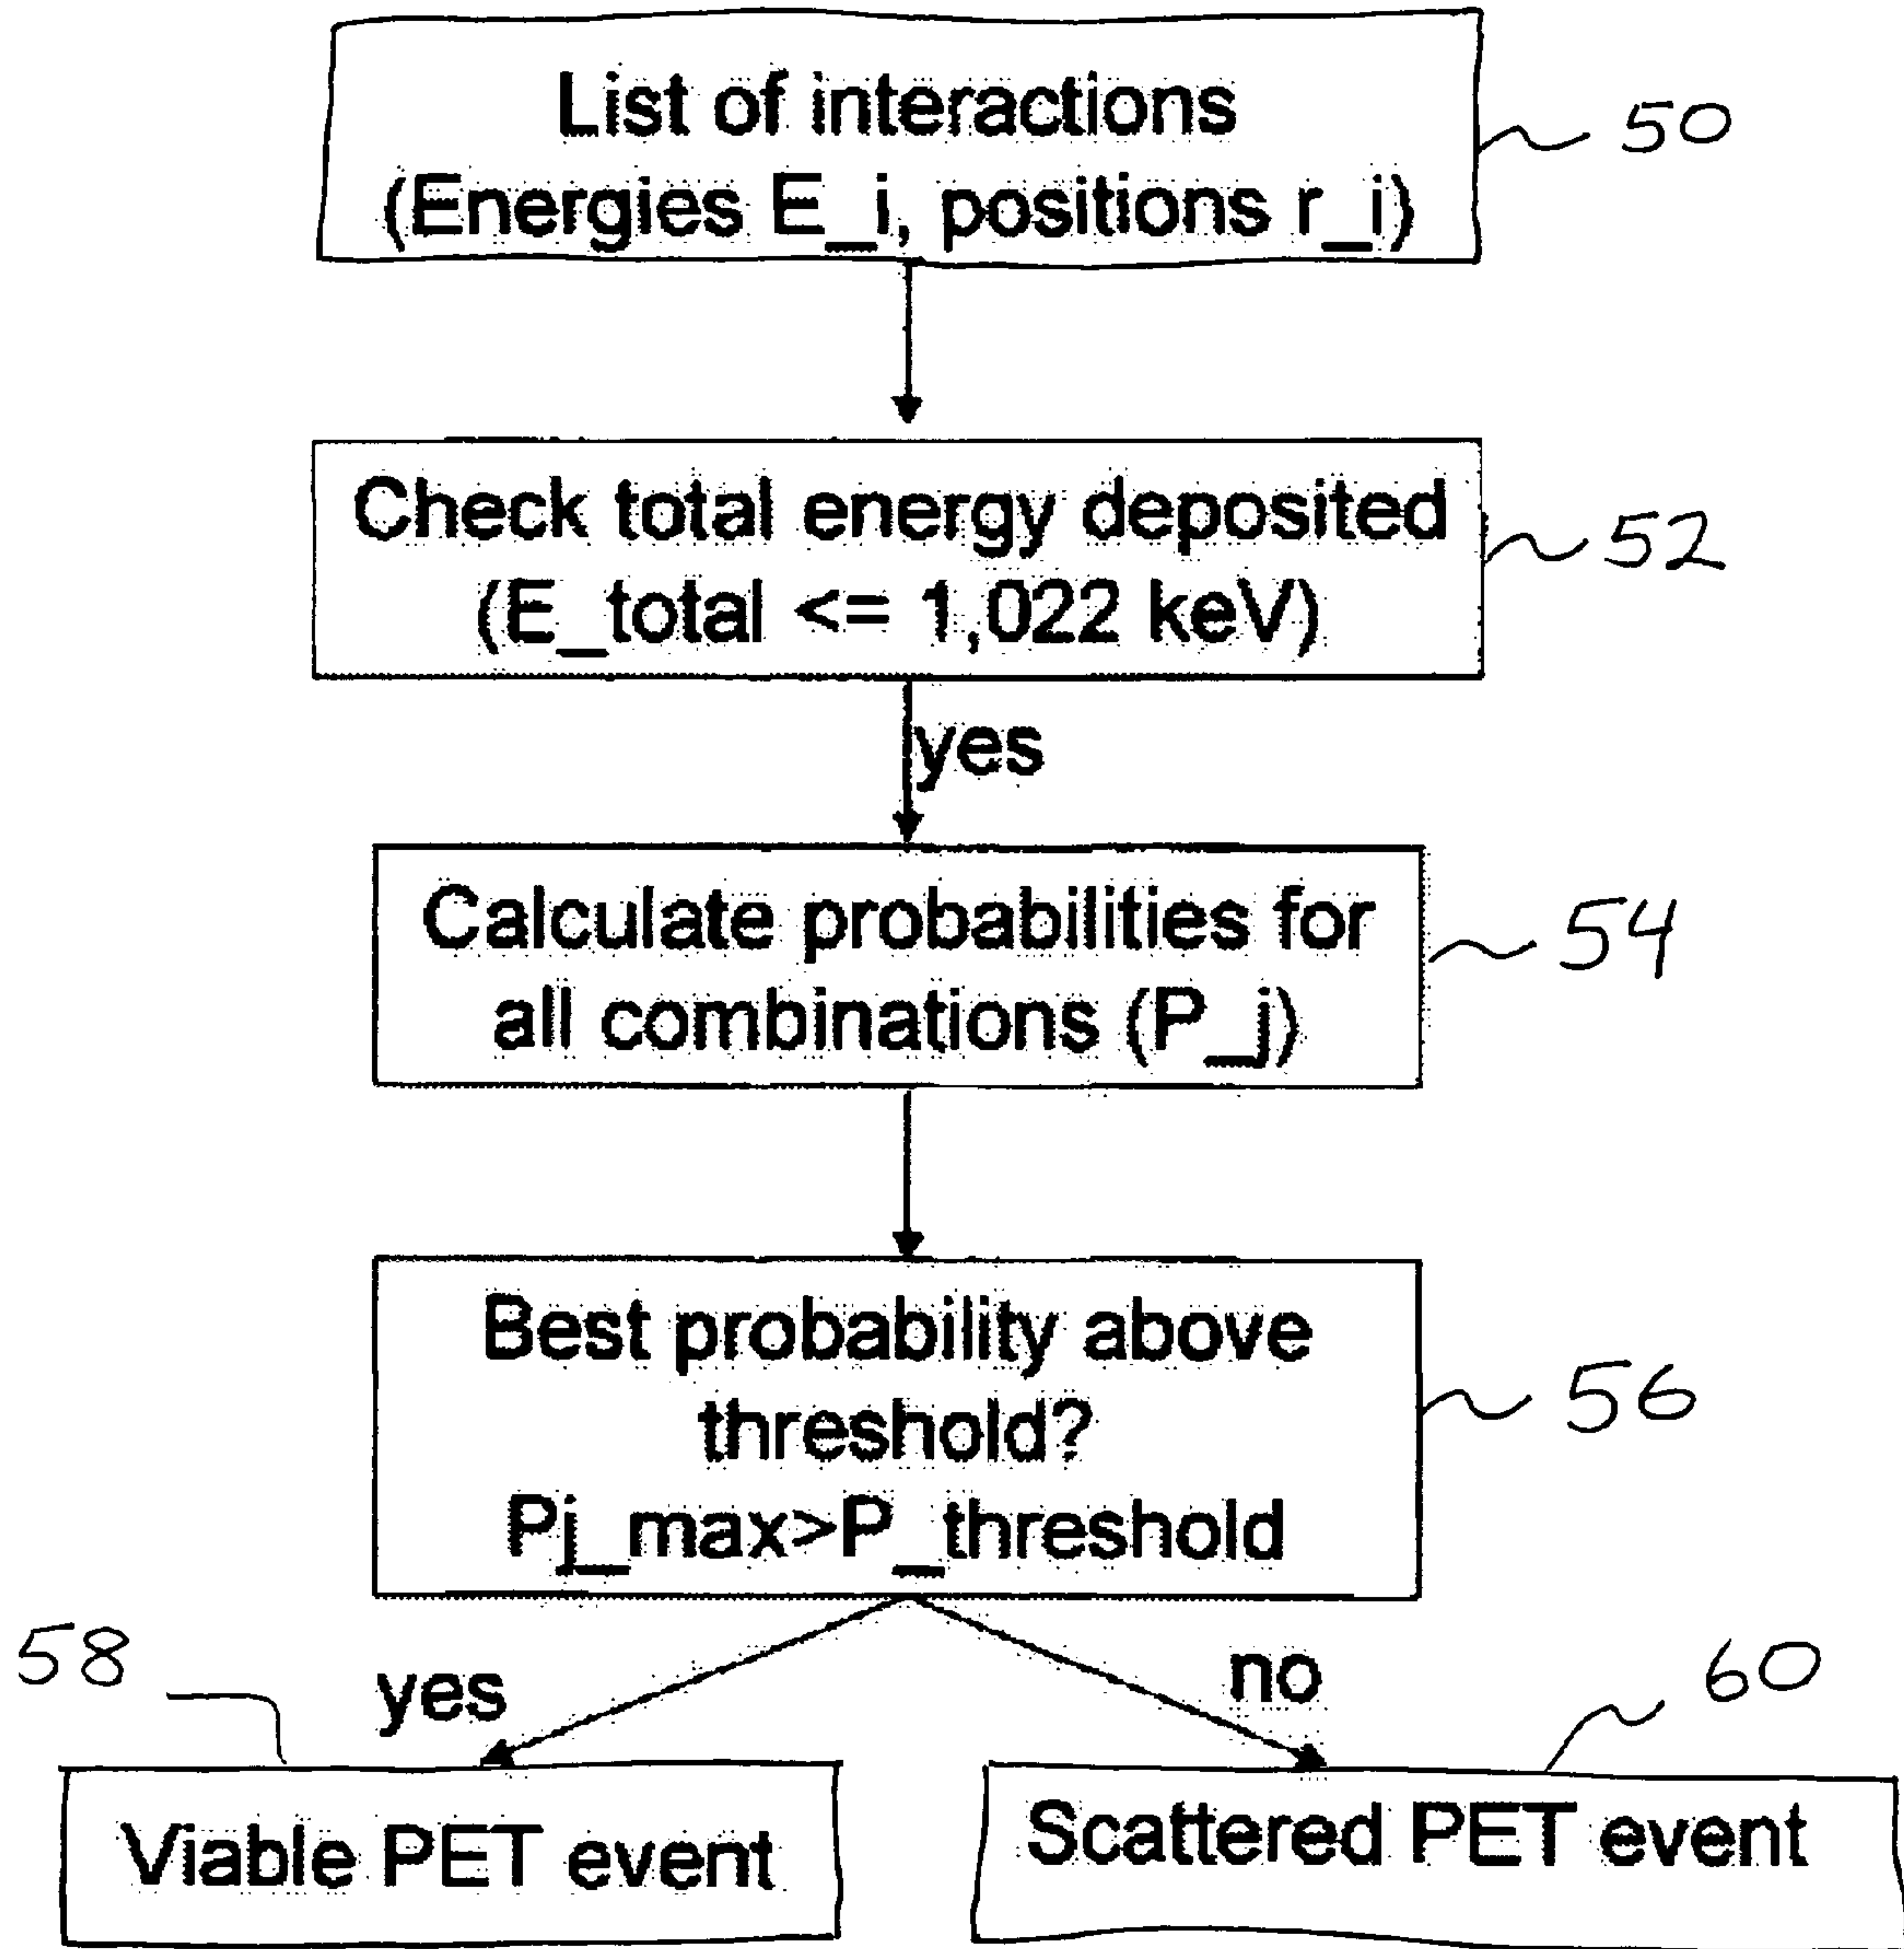 List of interactions
(Energies E_i, positions r_i)
50
Check total energy deposited
(E_total <= 1,022 keV)
52
yes
Calculate probabilities for
all combinations (P_j)
54
Best probability above
threshold?
Pj_max>P_threshold
56
58
yes
no
60
Viable PET event
Scattered PET event